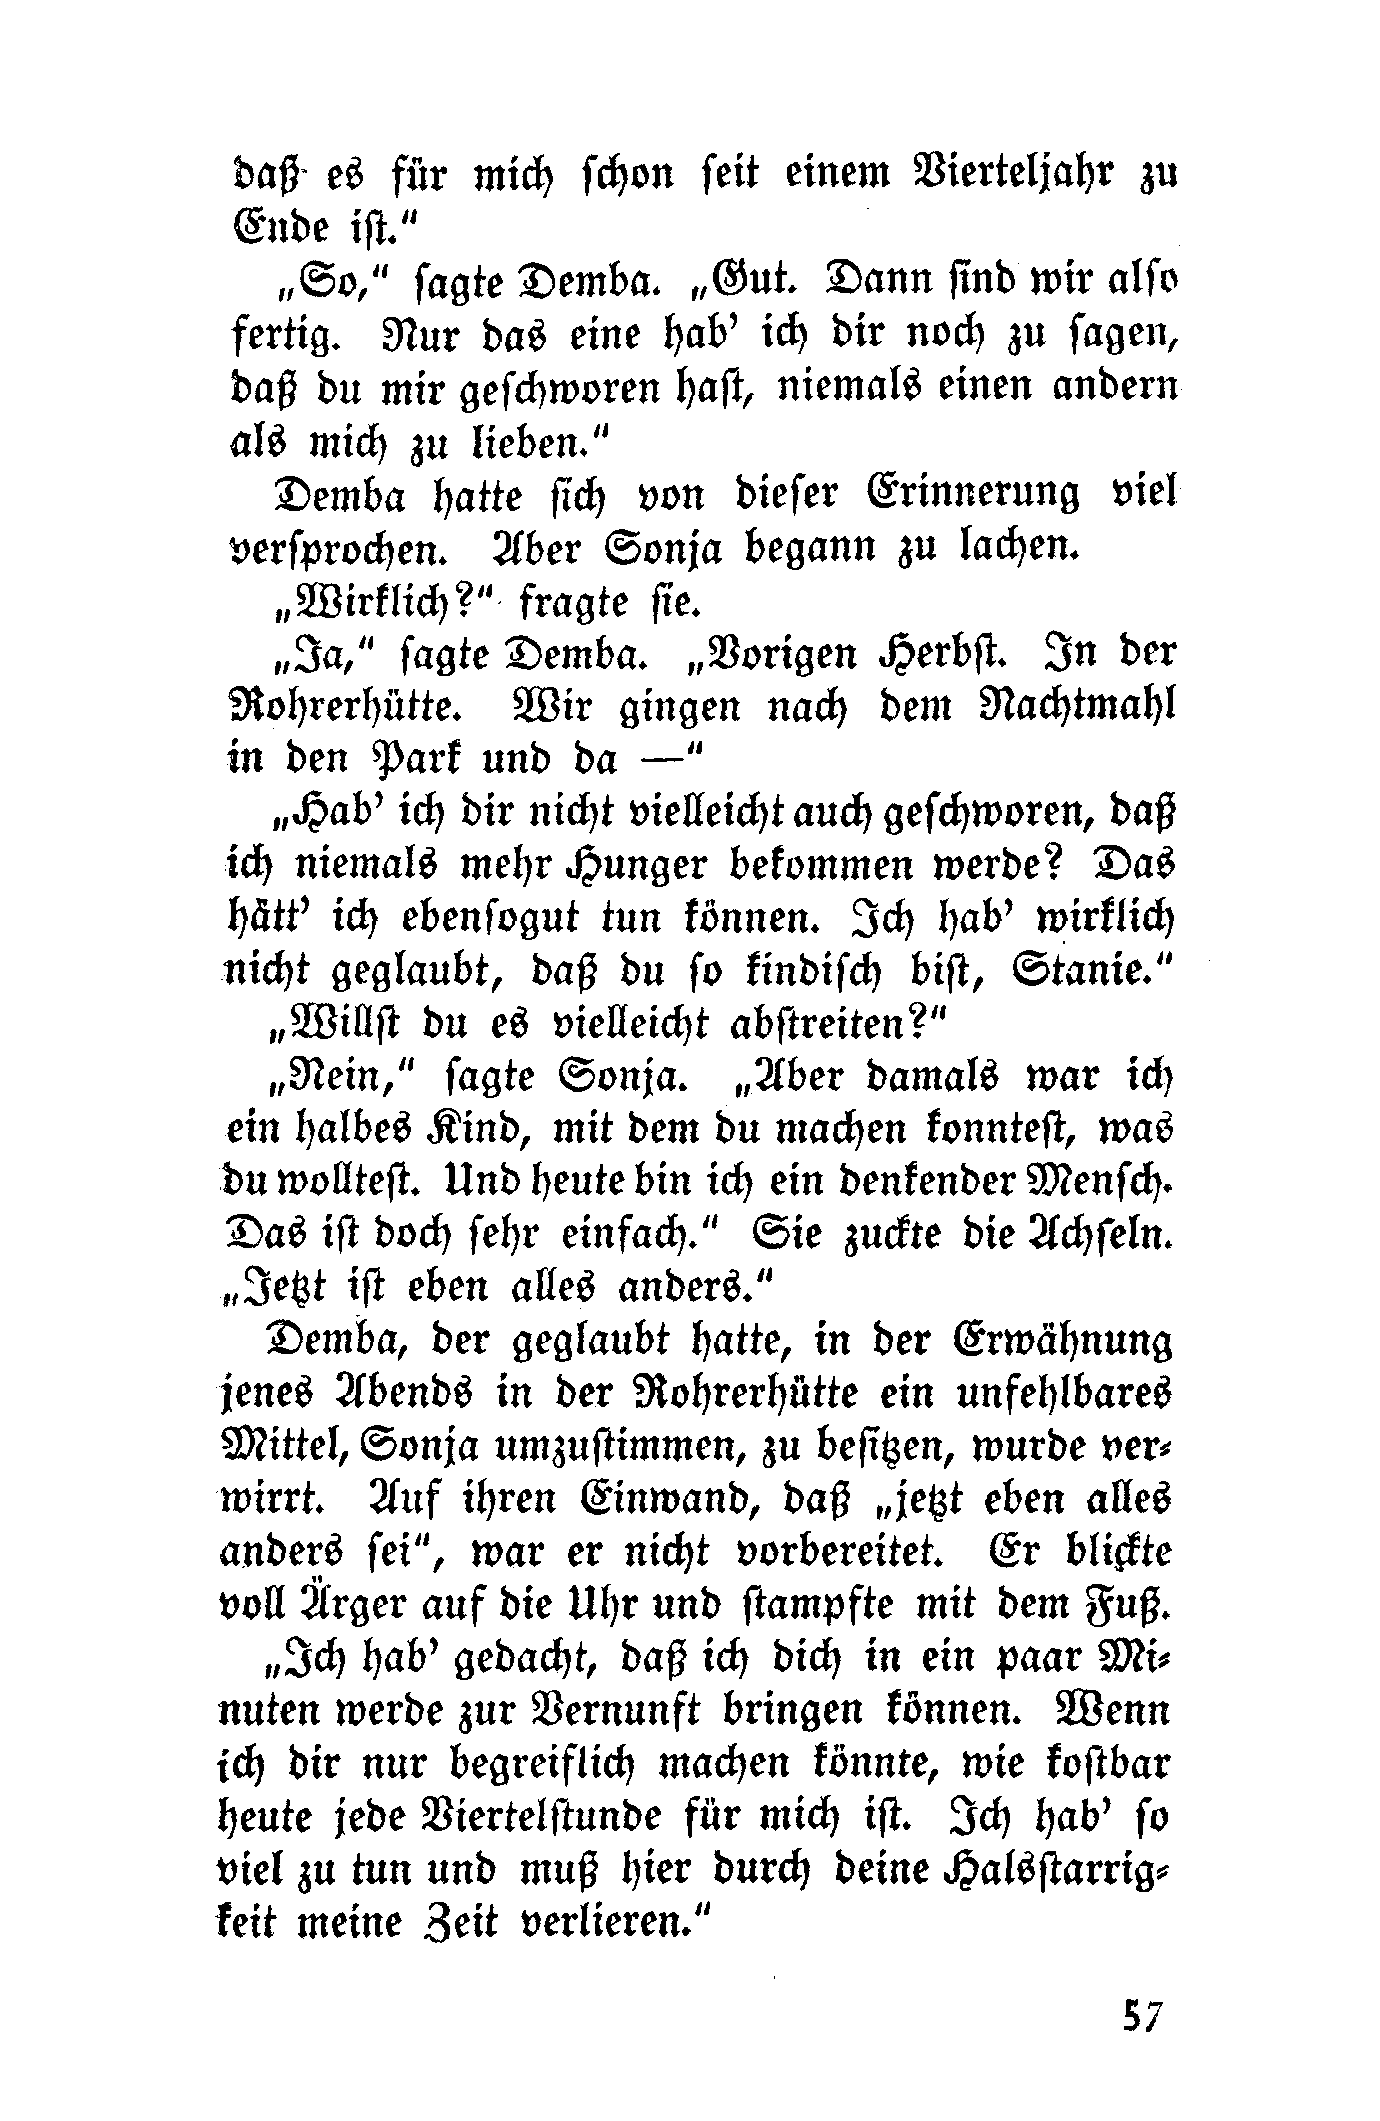 daß es für mich schon seit einem Vierteljahr zu
Ende ist.“
„So,“ sagte Demba. „Gut. Dann sind wir also
fertig. Nur das eine hab’ ich dir noch zu sagen,
daß du mir geschworen hast, niemals einen andern
als mich zu lieben.“
Demba hatte sich von dieser Erinnerung viel
versprochen. Aber Sonja begann zu lachen.
„Wirklich?“ fragte sie.
„Ja,“ sagte Demba. „Vorigen Herbst. In der
Rohrerhütte. Wir gingen nach dem Nachtmahl
in den Park und da —“
„Hab’ ich dir nicht vielleicht auch geschworen, daß
ich niemals mehr Hunger bekommen werde? Das
hätt’ ich ebensogut tun können. Ich hab’ wirklich
nicht geglaubt, daß du so kindisch bist, Stanie.“
„Willst du es vielleicht abstreiten?“
„Nein,“ sagte Sonja. „Aber damals war ich
ein halbes Kind, mit dem du machen konntest, was
du wolltest. Und heute bin ich ein denkender Mensch.
Das ist doch sehr einfach.“ Sie zuckte die Achseln.
„Jetzt ist eben alles anders.“
Demba, der geglaubt hatte, in der Erwähnung
jenes Abends in der Rohrerhütte ein unfehlbares
Mittel, Sonja umzustimmen, zu besitzen, wurde ver-
wirrt. Auf ihren Einwand, daß „jetzt eben alles
anders sei“, war er nicht vorbereitet. Er blickte
voll Ärger auf die Uhr und stampfte mit dem Fuß.
„Ich hab’ gedacht, daß ich dich in ein paar Mi-
nuten werde zur Vernunft bringen können. Wenn
ich dir nur begreiflich machen könnte, wie kostbar
heute jede Viertelstunde für mich ist. Ich hab’ so
viel zu tun und muß hier durch deine Halsstarrig-
keit meine Zeit verlieren.“
57